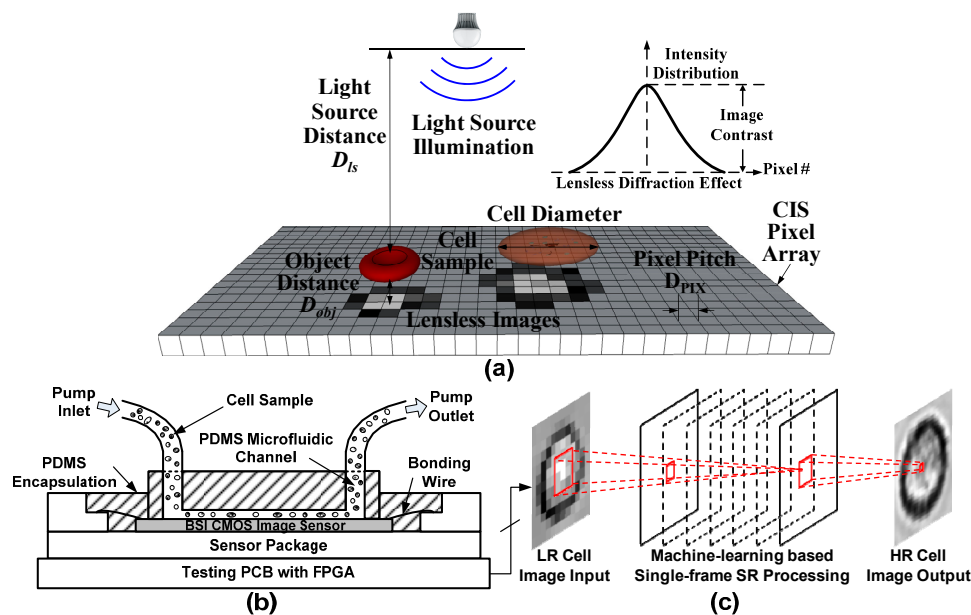 Light
Source
Distance
Dls
Light Source
Illumination
Intensity
Distribution
Image
Contrast
Pixel #
Lensless Diffraction Effect
Cell Diameter
CIS
Pixel
Array
Object
Distance
Dobj
Cell
Sample
Pixel Pitch
DPIX
Lensless Images
(a)
Pump
Inlet
Cell Sample
Pump
Outlet
PDMS Microfluidic
Channel
PDMS
Encapsulation
Bonding
Wire
BSI CMOS Image Sensor
Sensor Package
Testing PCB with FPGA
(b)
LR Cell
Image Input
Machine-learning based
Single-frame SR Processing
HR Cell
Image Output
(c)